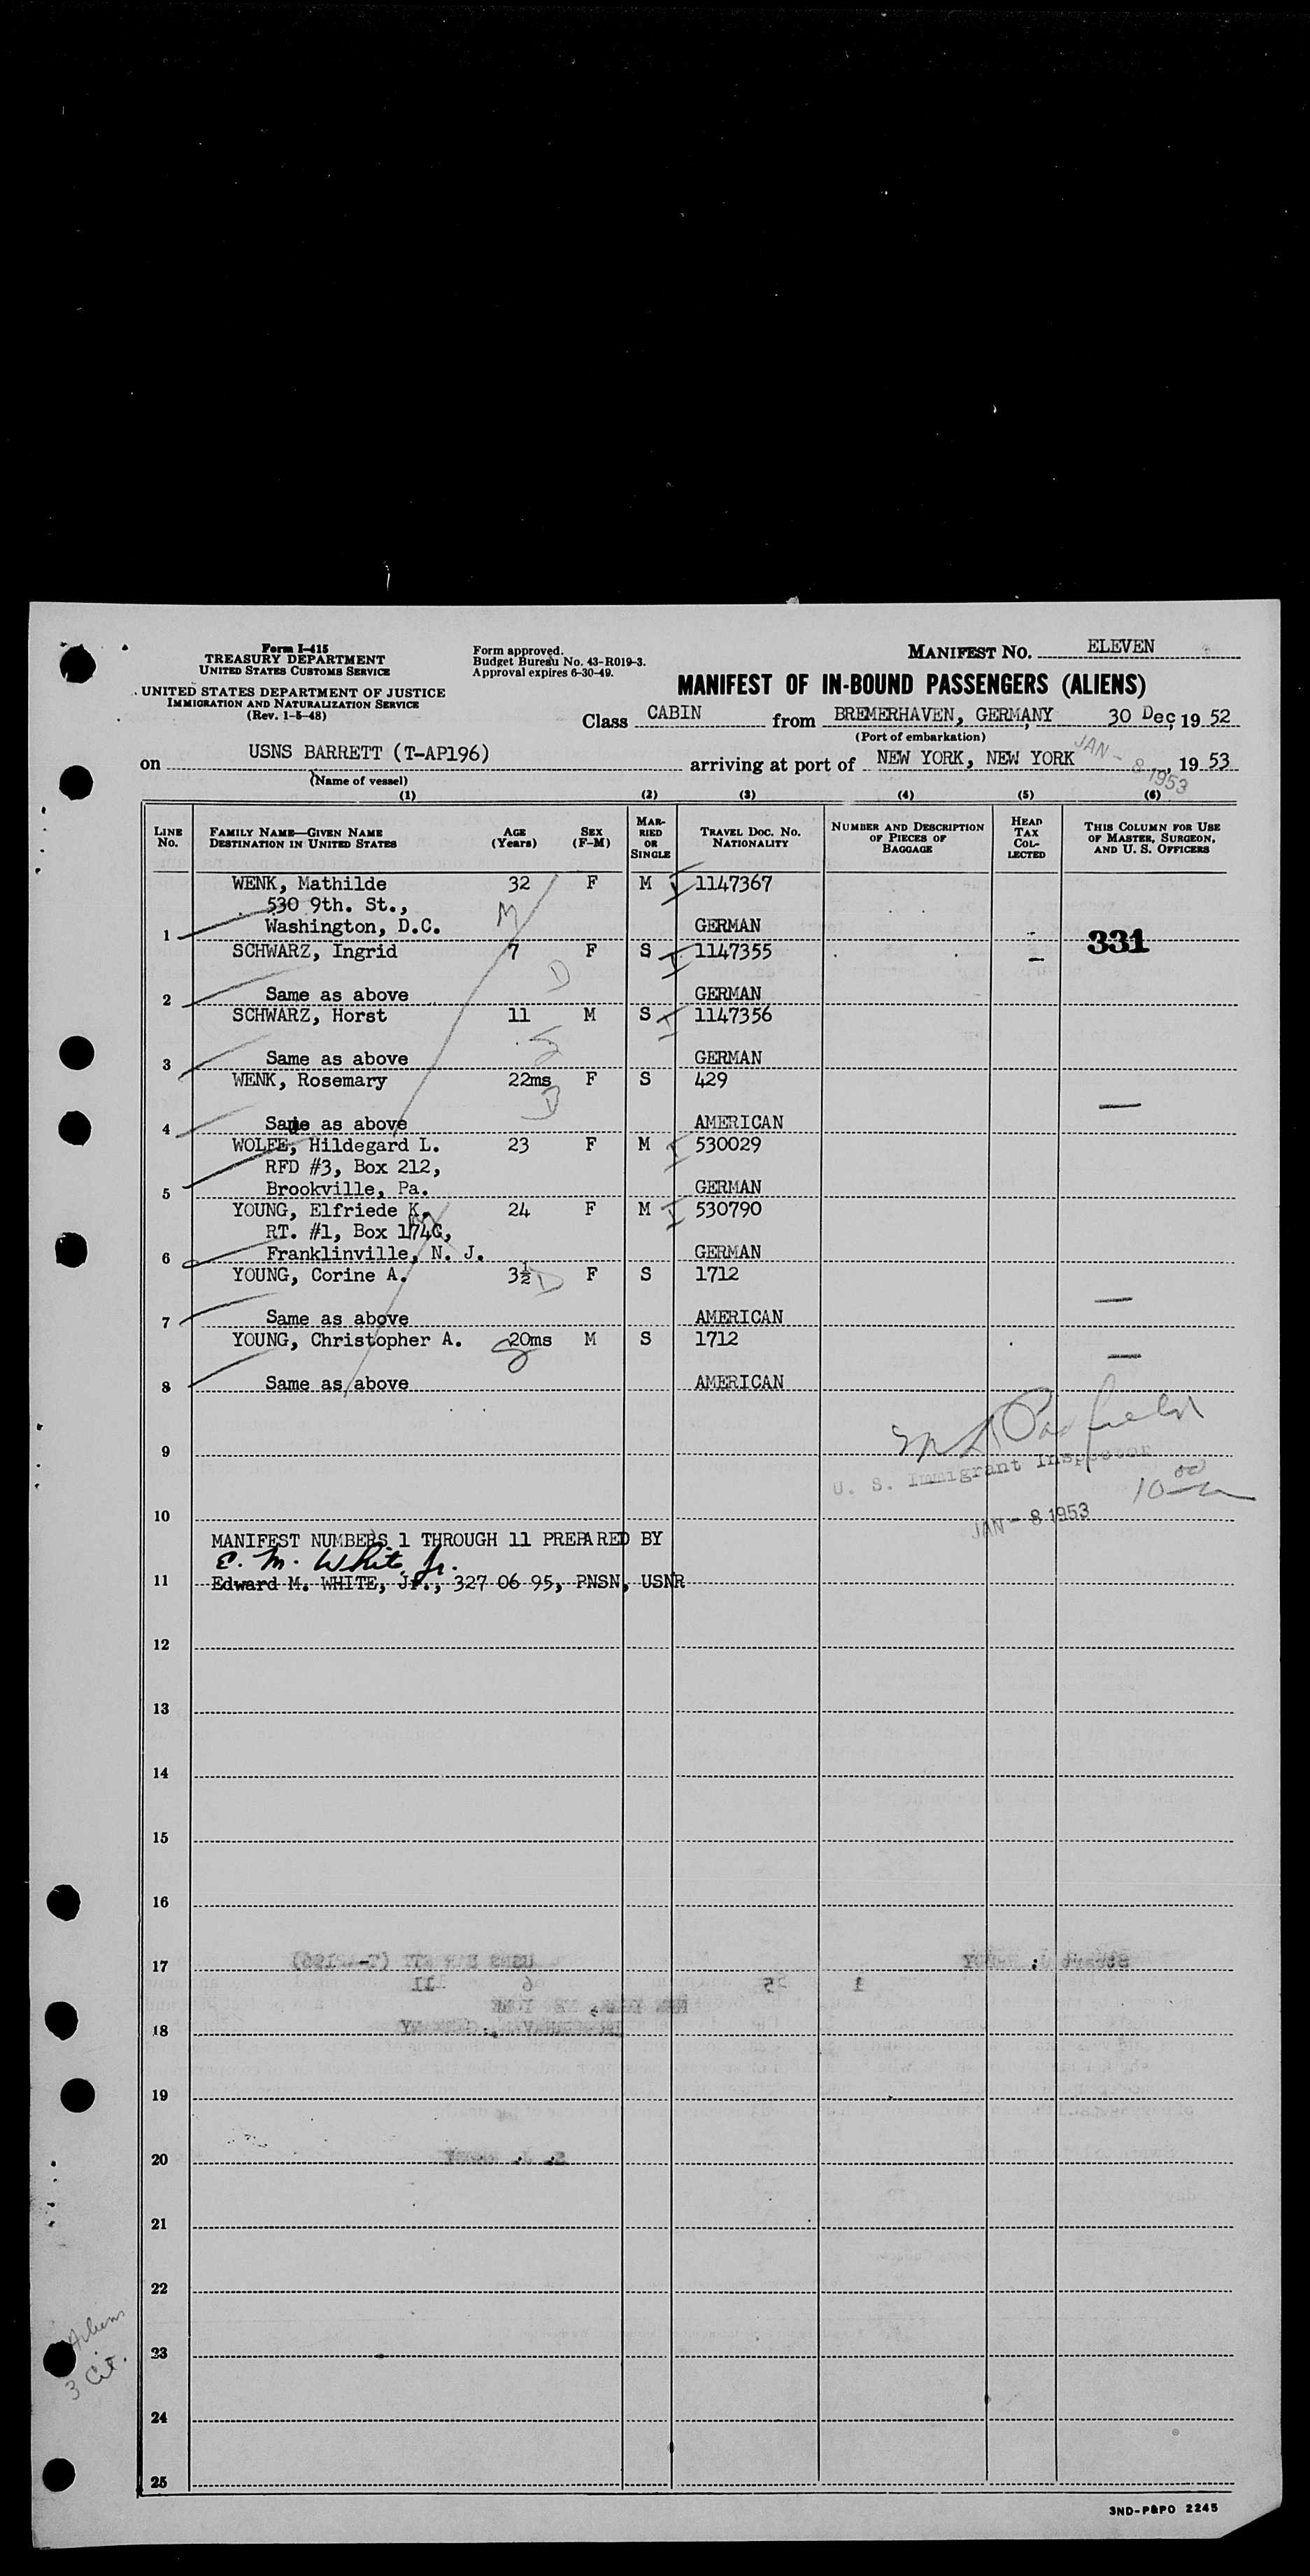 Form I-415
TREASURY DEPARTMENT
UNITED STATES CUSTOMS SERVICE
UNITED STATES DEPARTMENT OF JUSTICE
IMMIGRATION AND NATURALIZATION SERVICE
(Rev. 1-5-48)
Form approved.
Budget Bureau No. 43-R019-3.
Approval expires 6-30-49.
MANIFEST NO. ELEVEN
MANIFEST OF IN-BOUND PASSENGERS (ALIENS)
Class CABIN from BREMERHAVEN, GERMANY 30 Dec, 19 52
(Port of embarkation)
on USNS BARRETT (T-AP196) arriving at port of NEW YORK, NEW YORK JAN - 8 1953, 19 53
(Name of vessel)
(1) (2) (3) (4) (5) (6)
LINE NO. FAMILY NAME—GIVEN NAME DESTINATION IN UNITED STATES AGE (Years) SEX (F-M) MARRIED OR SINGLE TRAVEL DOC. NO. NATIONALITY NUMBER AND DESCRIPTION OF PIECES OF BAGGAGE HEAD TAX COLLECTED THIS COLUMN FOR USE OF MASTER, SURGEON, AND U. S. OFFICERS
WENK, Mathilde 32 F M I 1147367
530 9th. St., M
1 Washington, D.C. GERMAN
331
SCHWARZ, Ingrid 7 F S I 1147355
D
2 Same as above GERMAN
SCHWARZ, Horst 11 M S I 1147356
S
3 Same as above GERMAN
WENK, Rosemary 22ms F S 429
D
4 Same as above AMERICAN
WOLFE, Hildegard L. 23 F M I 530029
RFD #3, Box 212,
5 Brookville, Pa. GERMAN
YOUNG, Elfriede K. 24 F M I 530790
RT. #1, Box 174C, M
6 Franklinville, N. J. GERMAN
YOUNG, Corine A. 3½ D F S 1712
7 Same as above AMERICAN
YOUNG, Christopher A. 20ms M S 1712
S
8 Same as above AMERICAN
9
U. S. Immigrant Inspector
10 00
10
JAN - 8 1953
MANIFEST NUMBERS 1 THROUGH 11 PREPARED BY
E. M. White, Jr.
11 Edward M. WHITE, Jr., 327 06 95, PNSN, USNR
12
13
14
15
16
17
18
19
20
21
22
23
24
25
Aliens
3 Cit.
3ND-P&PO 2245